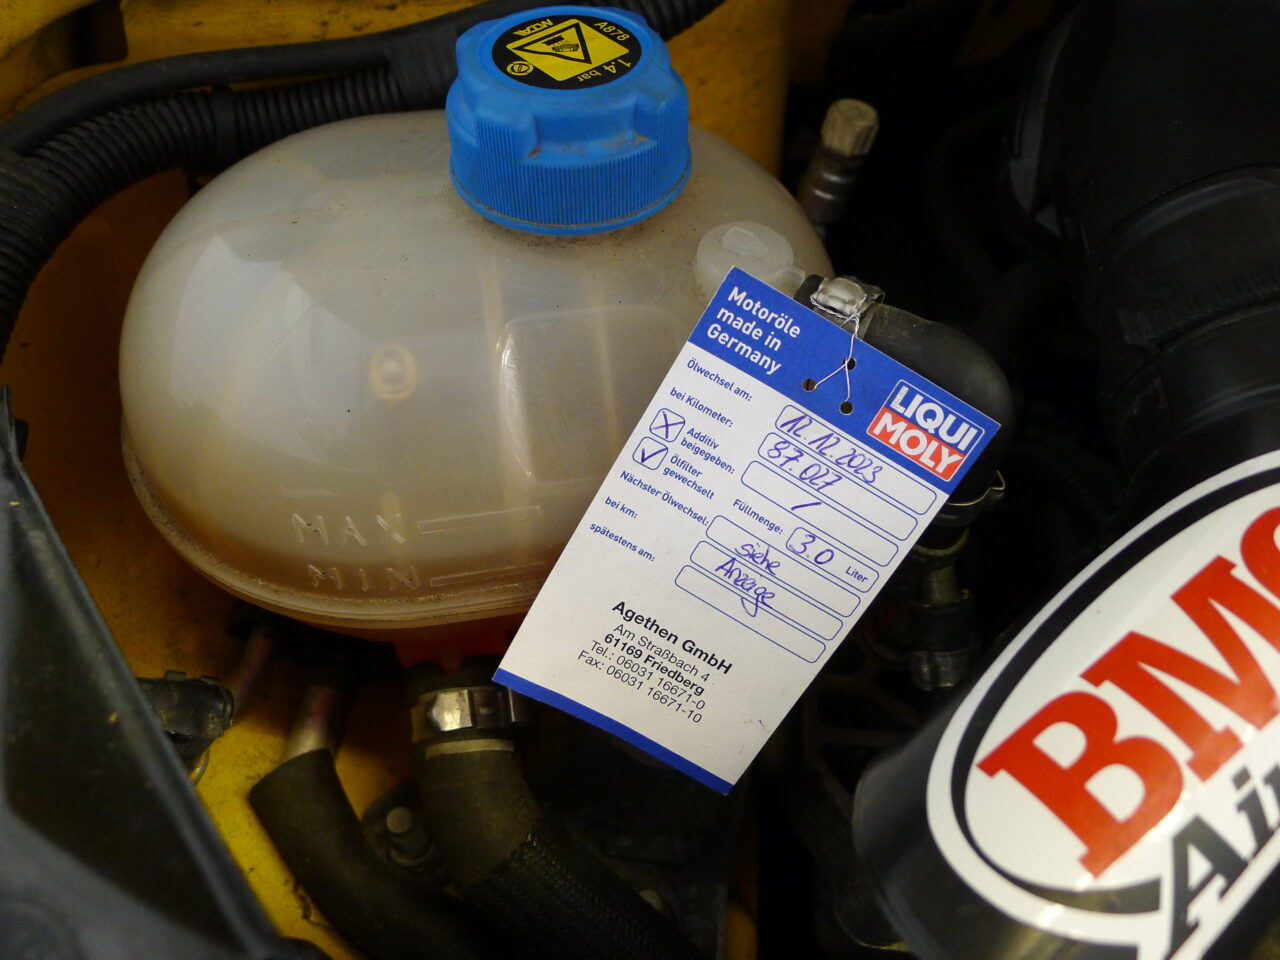 MTA
A878
1.4 bar
Motoröle
made in
Germany
LIQUI
MOLY
Ölwechsel am: 12.12.2023
bei Kilometer: 87.027
X Additiv
beigegeben: /
✓ Ölfilter
gewechselt
Füllmenge: 3.0 Liter
Nächster Ölwechsel:
bei km: siehe
spätestens am: Anzeige
Agethen GmbH
Am Straßbach 4
61169 Friedberg
Tel.: 06031 16671-0
Fax: 06031 16671-10
MAX
MIN
BMC
Air